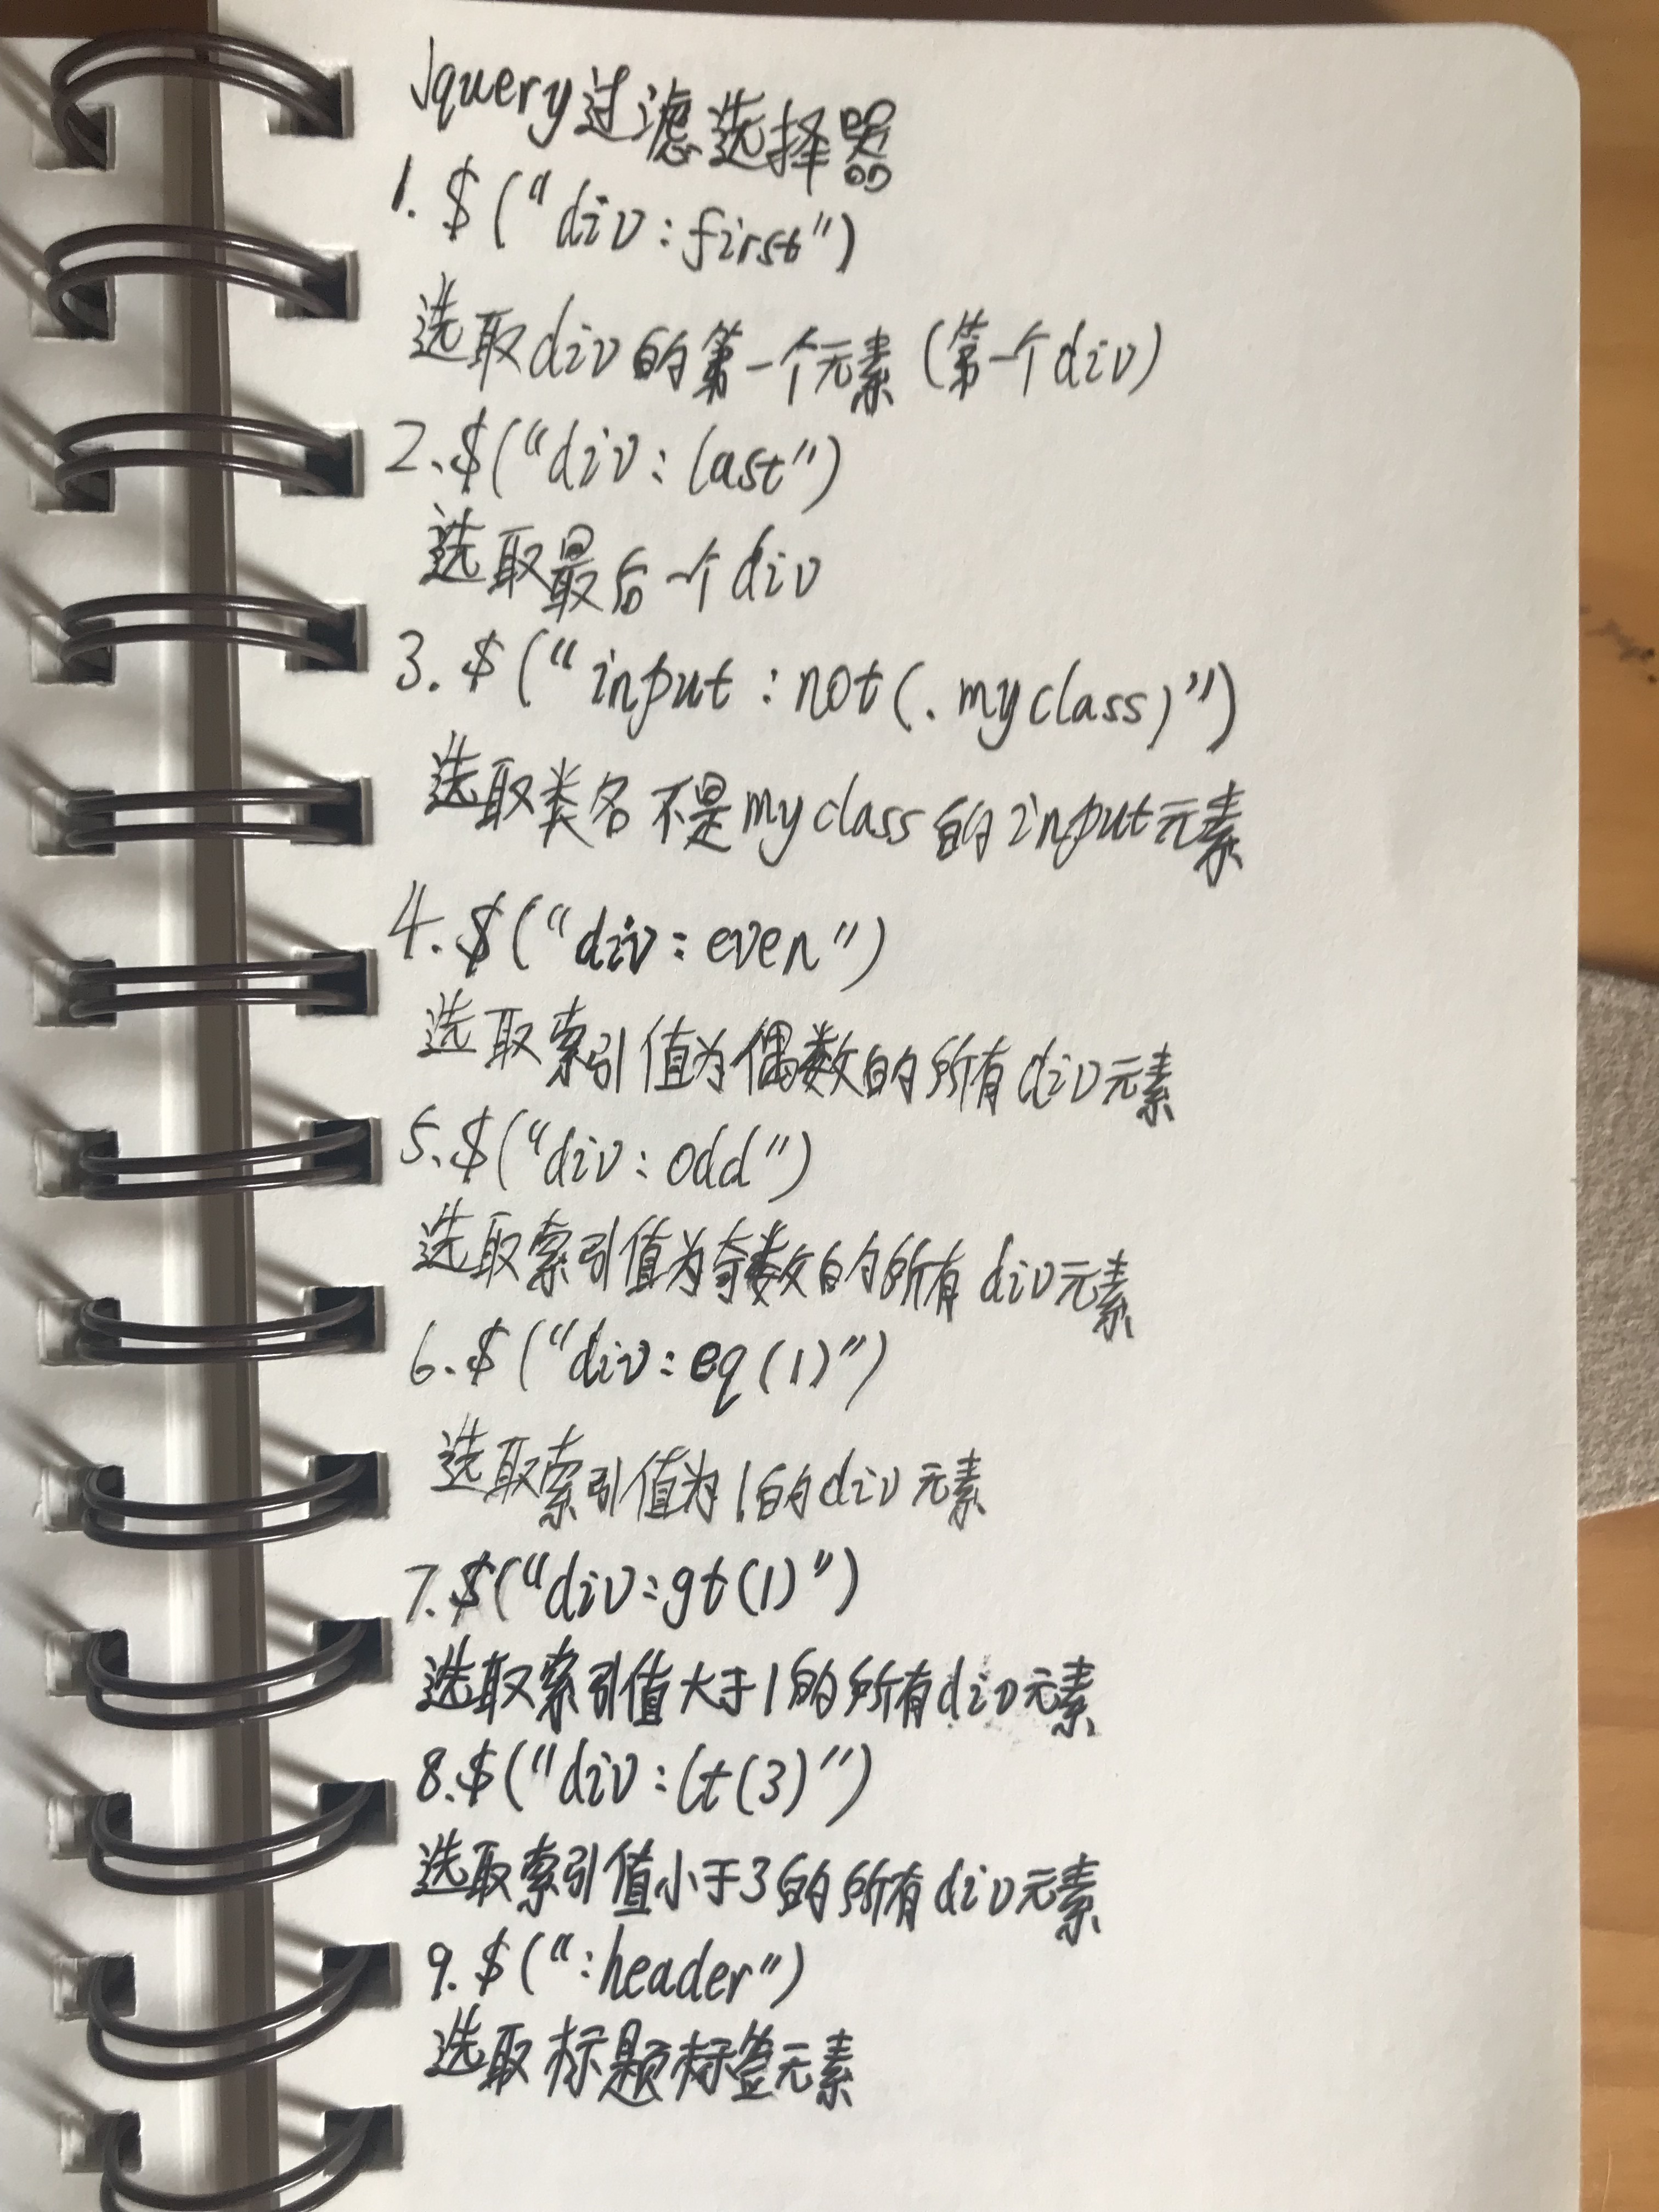 Jquery过滤选择器
1. $("div:first")
选取div的第一个元素(第一个div)
2. $("div:last")
选取最后一个div
3. $("input:not(.myclass)")
选取类名不是myclass的input元素
4. $("div:even")
选取索引值为偶数的所有div元素
5. $("div:odd")
选取索引值为奇数的所有div元素
6. $("div:eq(1)")
选取索引值为1的div元素
7. $("div:gt(1)")
选取索引值大于1的所有div元素
8. $("div:lt(3)")
选取索引值小于3的所有div元素
9. $(":header")
选取标题标签元素